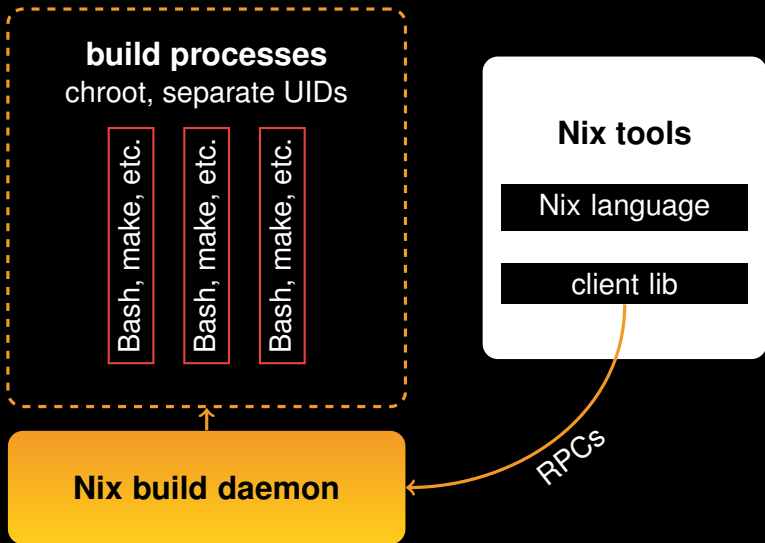 build processes
chroot, separate UIDs
Bash, make, etc.
Bash, make, etc.
Bash, make, etc.
Nix tools
Nix language
client lib
RPCs
Nix build daemon